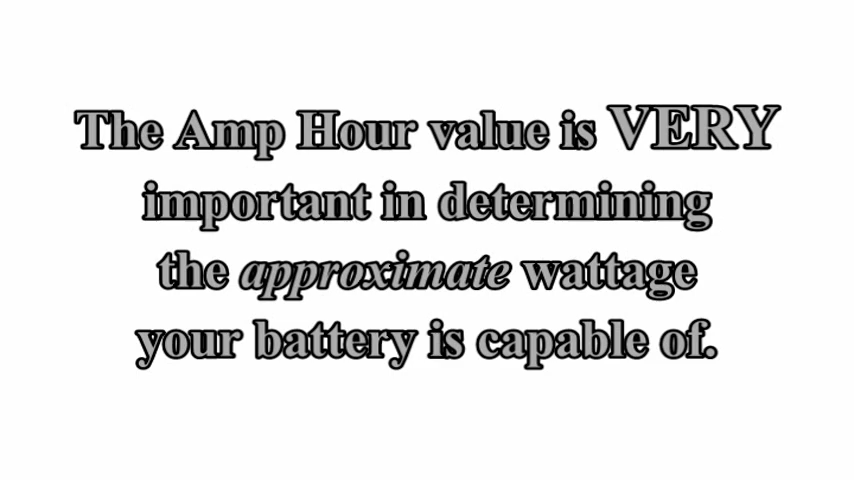 The Amp Hour value is VERY
important in determining
the approximate wattage
your battery is capable of.